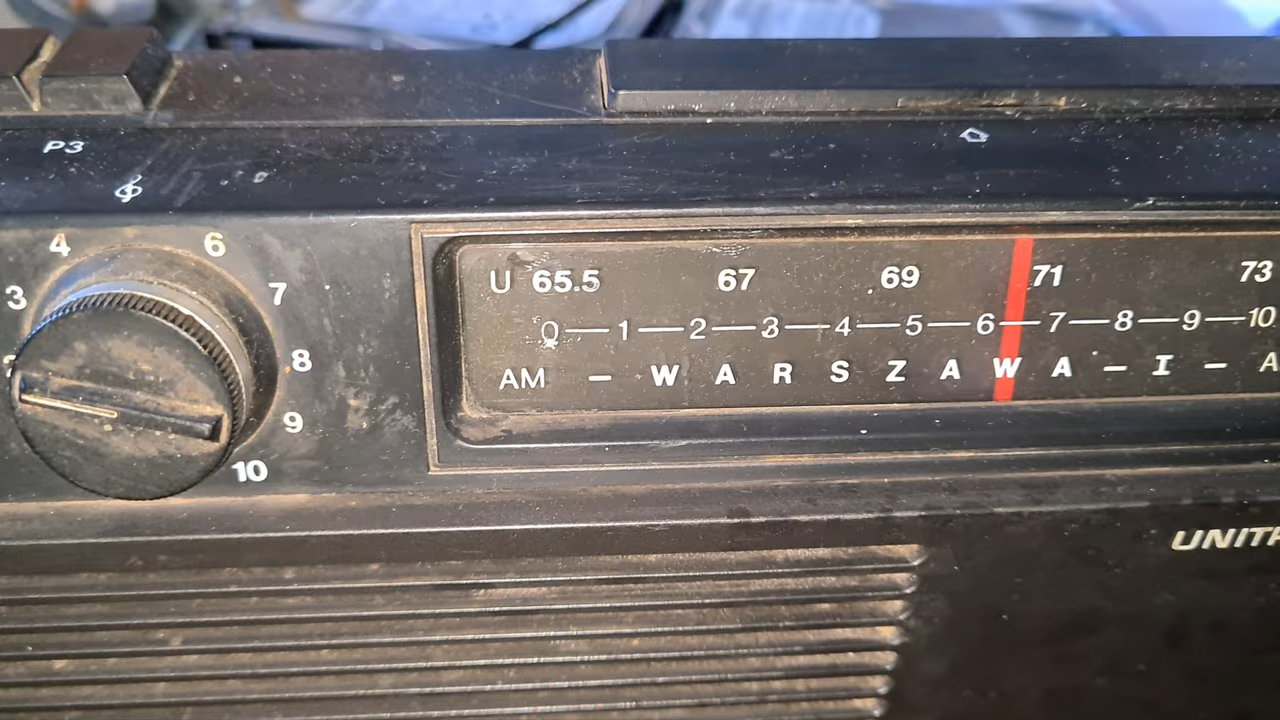 P3
4 6
3 7
8
9
10
U 65.5 67 69 71 73
0—1—2—3—4—5—6—7—8—9—10
AM – W A R S Z A W A – I – A
UNIT